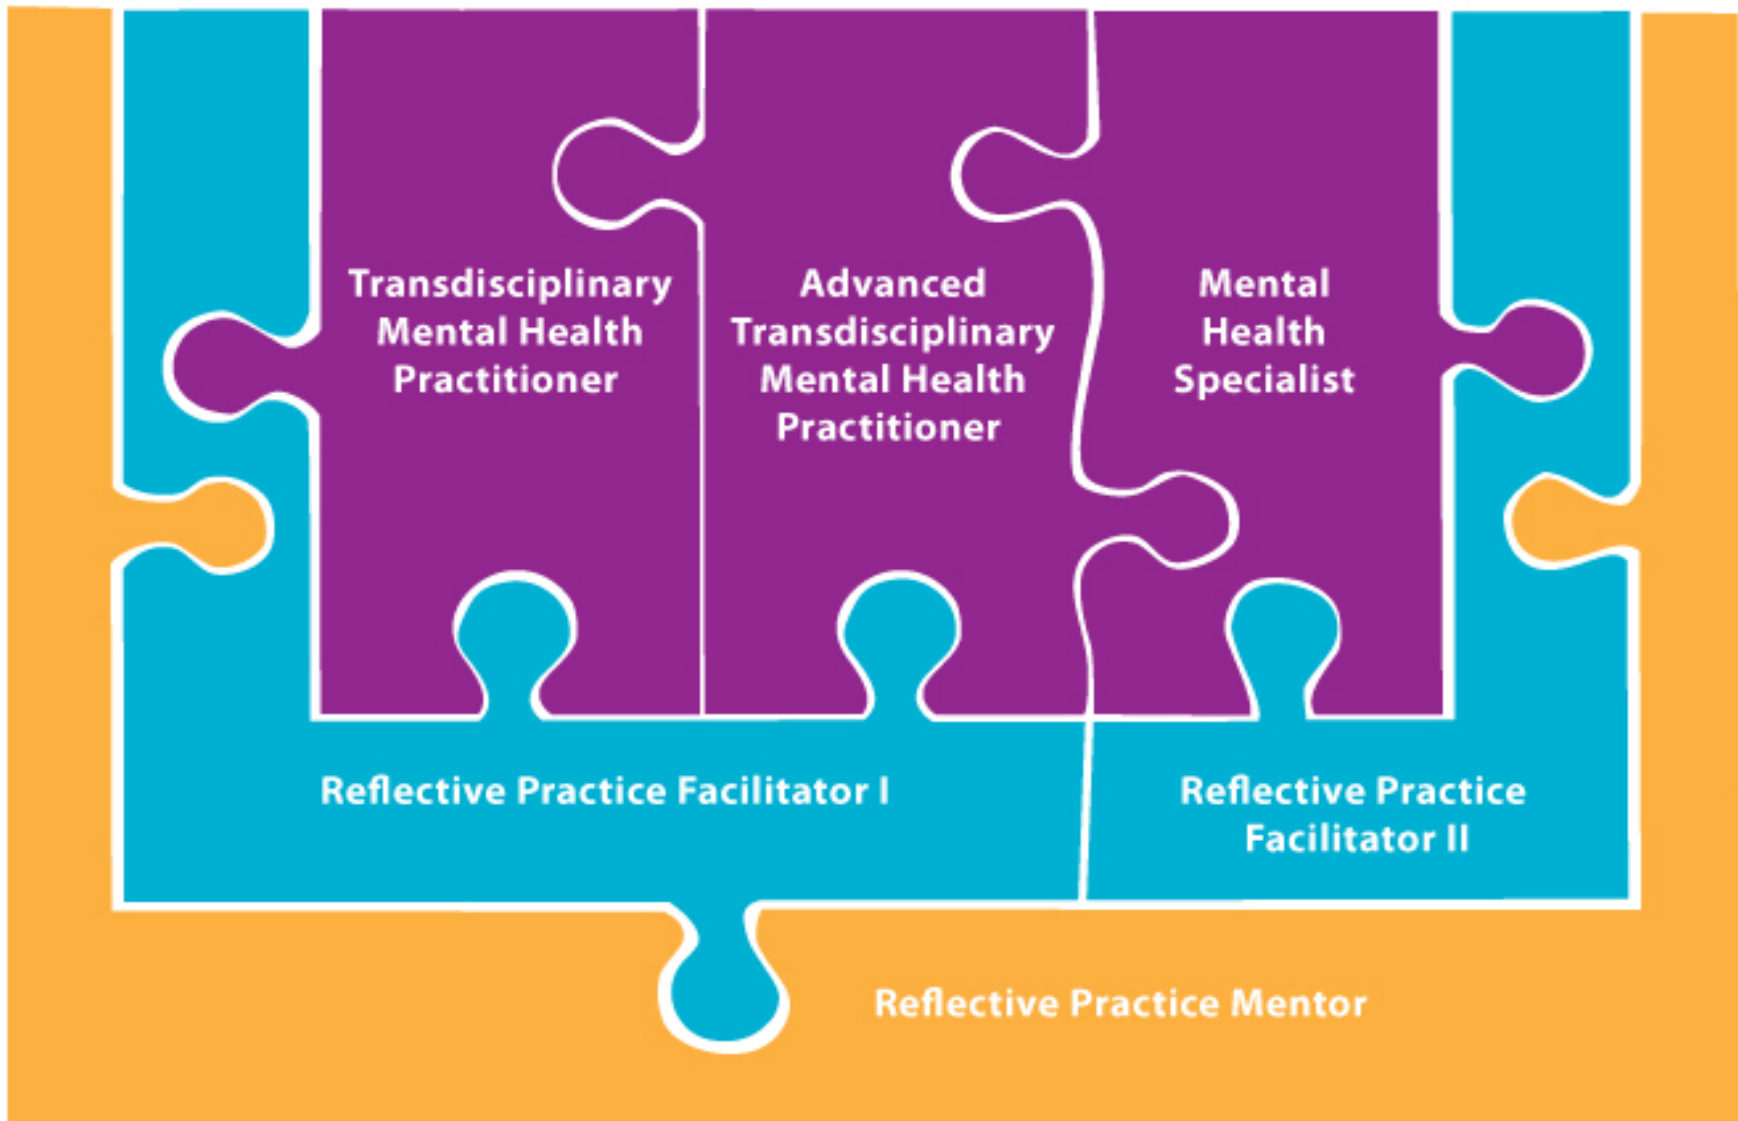 Transdisciplinary
Mental Health
Practitioner
Advanced
Transdisciplinary
Mental Health
Practitioner
Mental
Health
Specialist
Reflective Practice Facilitator I
Reflective Practice
Facilitator II
Reflective Practice Mentor